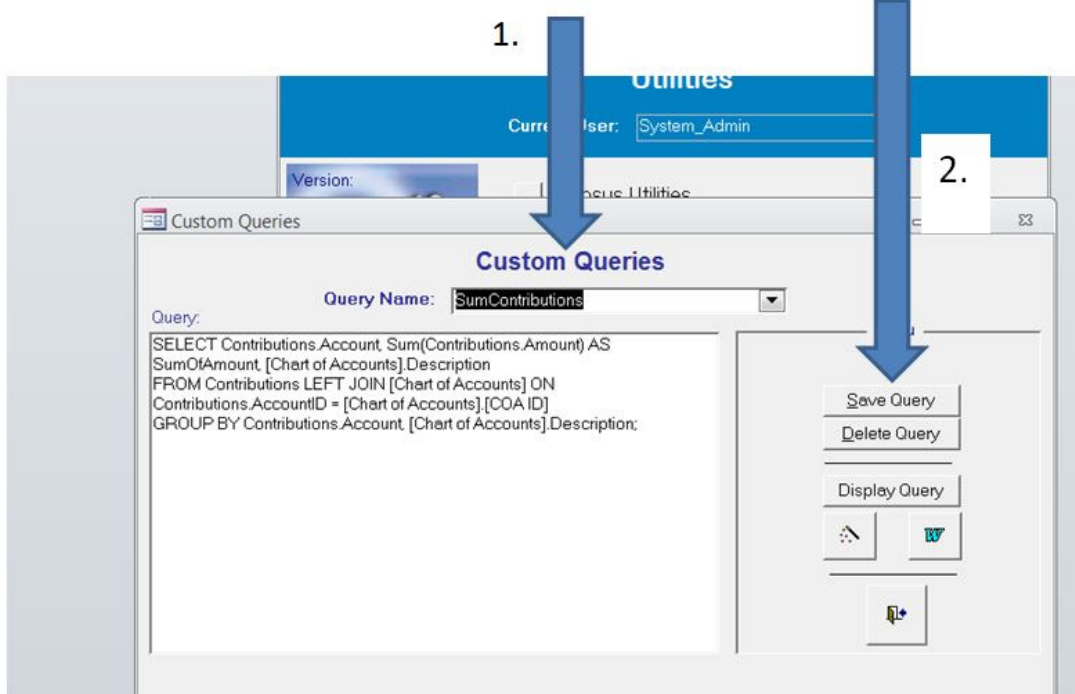 1.
Utilities
Current User: System_Admin
2.
Version:
Utilities
Custom Queries
Custom Queries
Query Name: SumContributions
Query:
SELECT Contributions.Account, Sum(Contributions.Amount) AS
SumOfAmount, [Chart of Accounts].Description
FROM Contributions LEFT JOIN [Chart of Accounts] ON
Contributions.AccountID = [Chart of Accounts].[COA ID]
GROUP BY Contributions.Account, [Chart of Accounts].Description;
Save Query
Delete Query
Display Query
W